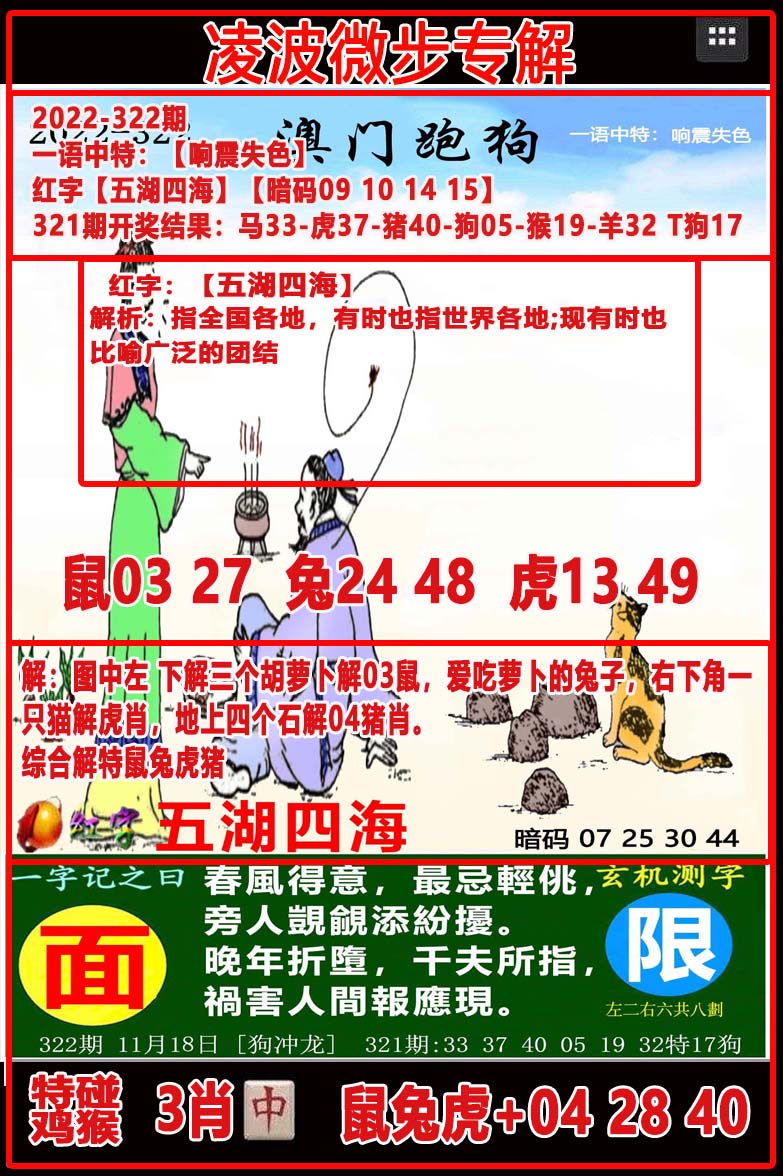 凌波微步专解
2022-322期
澳门跑狗
一语中特：响震失色
一语中特：【响震失色】
红字【五湖四海】【暗码09 10 14 15】
321期开奖结果：马33-虎37-猪40-狗05-猴19-羊32 T狗17
红字：【五湖四海】
解析：指全国各地，有时也指世界各地;现有时也
比喻广泛的团结
鼠03 27 兔24 48 虎13 49
解：图中左 下解三个胡萝卜解03鼠，爱吃萝卜的兔子，右下角一
只猫解虎肖，地上四个石解04猪肖。
综合解特鼠兔虎猪
红字 五湖四海
暗码 07 25 30 44
一字记之曰
面
春風得意，最忌輕佻，
旁人覬覦添紛擾。
晚年折墮，千夫所指，
禍害人間報應現。
玄机测字
限
左二右六共八劃
322期 11月18日 [狗冲龙] 321期:33 37 40 05 19 32特17狗
特碰
鸡猴
3肖中
鼠兔虎+04 28 40